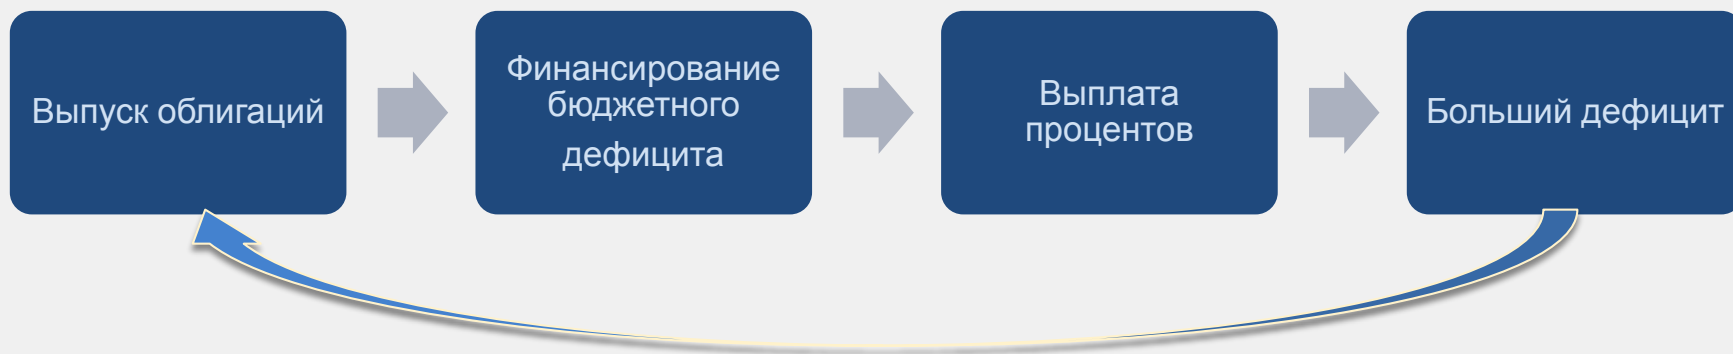 Выпуск облигаций
Финансирование
бюджетного
дефицита
Выплата
процентов
Больший дефицит